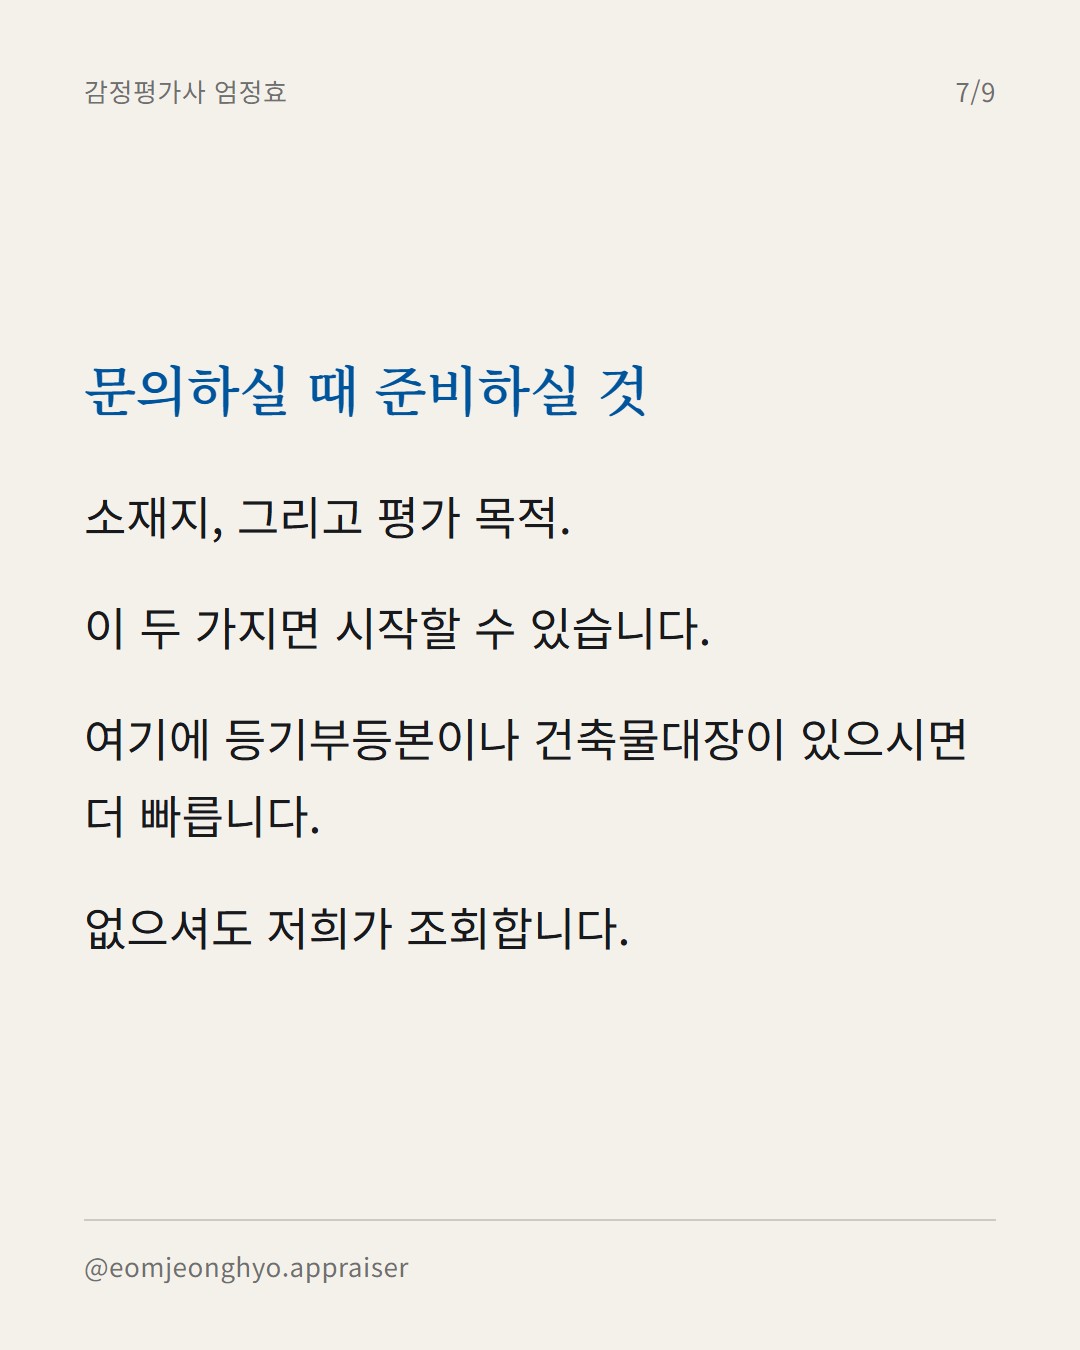 감정평가사 엄정효
7/9
문의하실 때 준비하실 것
소재지, 그리고 평가 목적.
이 두 가지면 시작할 수 있습니다.
여기에 등기부등본이나 건축물대장이 있으시면
더 빠릅니다.
없으셔도 저희가 조회합니다.
@eomjeonghyo.appraiser